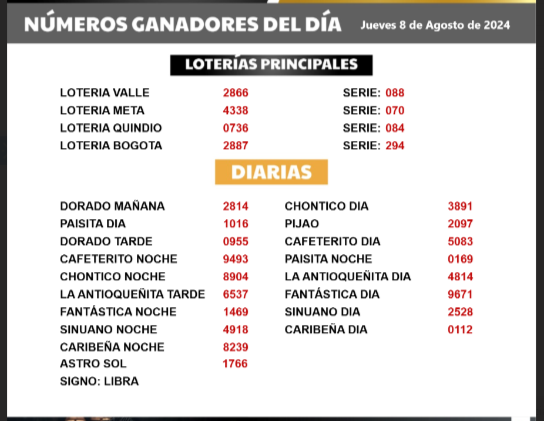 NÚMEROS GANADORES DEL DÍA Jueves 8 de Agosto de 2024
LOTERÍAS PRINCIPALES
LOTERIA VALLE 2866 SERIE: 088
LOTERIA META 4338 SERIE: 070
LOTERIA QUINDIO 0736 SERIE: 084
LOTERIA BOGOTA 2887 SERIE: 294
DIARIAS
DORADO MAÑANA 2814 CHONTICO DIA 3891
PAISITA DIA 1016 PIJAO 2097
DORADO TARDE 0955 CAFETERITO DIA 5083
CAFETERITO NOCHE 9493 PAISITA NOCHE 0169
CHONTICO NOCHE 8904 LA ANTIOQUEÑITA DIA 4814
LA ANTIOQUEÑITA TARDE 6537 FANTÁSTICA DIA 9671
FANTÁSTICA NOCHE 1469 SINUANO DIA 2528
SINUANO NOCHE 4918 CARIBEÑA DIA 0112
CARIBEÑA NOCHE 8239
ASTRO SOL 1766
SIGNO: LIBRA